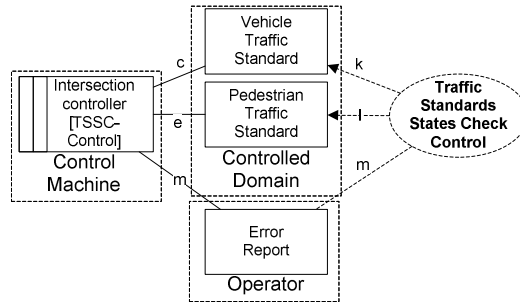 Vehicle
Traffic
Standard
c
k
Intersection
controller
[TSSC-
Control]
Control
Machine
e
Pedestrian
Traffic
Standard
l
Traffic
Standards
States Check
Control
Controlled
Domain
m
m
Error
Report
Operator